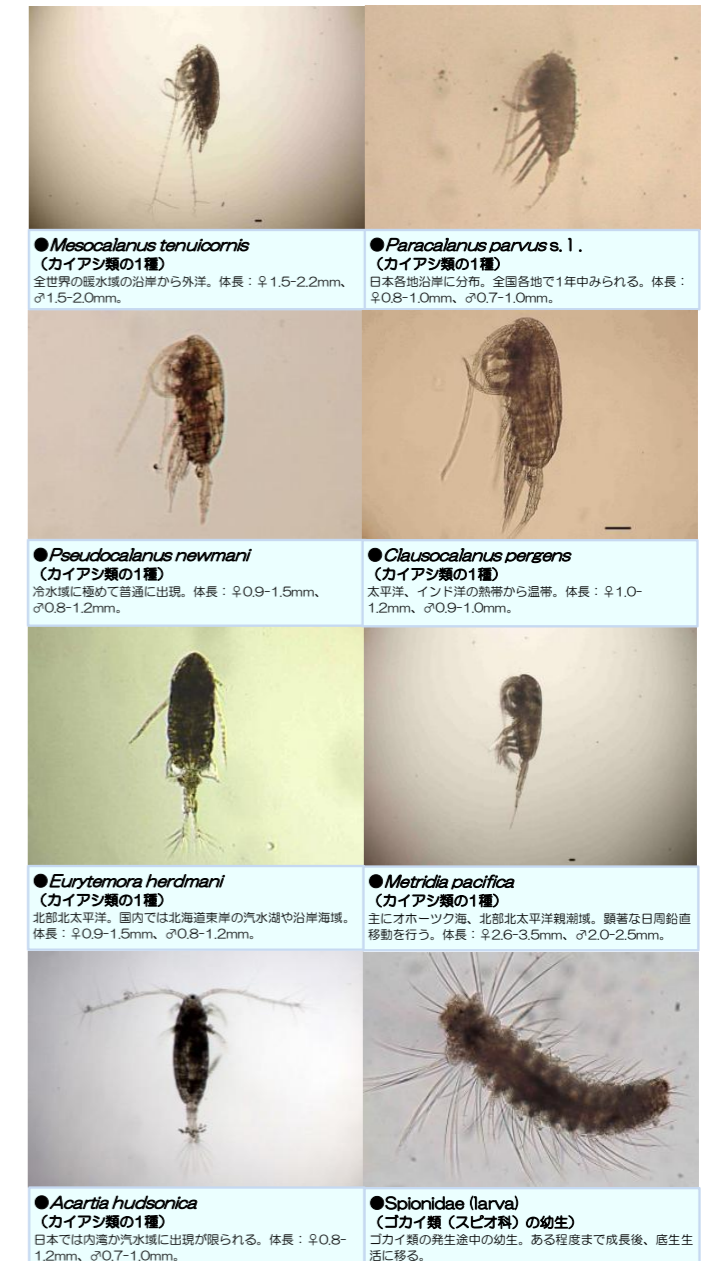 ●Mesocalanus tenuicornis
（カイアシ類の1種）
全世界の暖水域の沿岸から外洋。体長：♀1.5-2.2mm、
♂1.5-2.0mm。
●Paracalanus parvus s. l .
（カイアシ類の1種）
日本各地沿岸に分布。全国各地で1年中みられる。体長：
♀0.8-1.0mm、♂0.7-1.0mm。
●Pseudocalanus newmani
（カイアシ類の1種）
冷水域に極めて普通に出現。体長：♀0.9-1.5mm、
♂0.8-1.2mm。
●Clausocalanus pergens
（カイアシ類の1種）
太平洋、インド洋の熱帯から温帯。体長：♀1.0-
1.2mm、♂0.9-1.0mm。
●Eurytemora herdmani
（カイアシ類の1種）
北部北太平洋。国内では北海道東岸の汽水湖や沿岸海域。
体長：♀0.9-1.5mm、♂0.8-1.2mm。
●Metridia pacifica
（カイアシ類の1種）
主にオホーツク海、北部北太平洋親潮域。顕著な日周鉛直
移動を行う。体長：♀2.6-3.5mm、♂2.0-2.5mm。
●Acartia hudsonica
（カイアシ類の1種）
日本では内湾か汽水域に出現が限られる。体長：♀0.8-
1.2mm、♂0.7-1.0mm。
●Spionidae (larva)
（ゴカイ類（スピオ科）の幼生）
ゴカイ類の発生途中の幼生。ある程度まで成長後、底生生
活に移る。